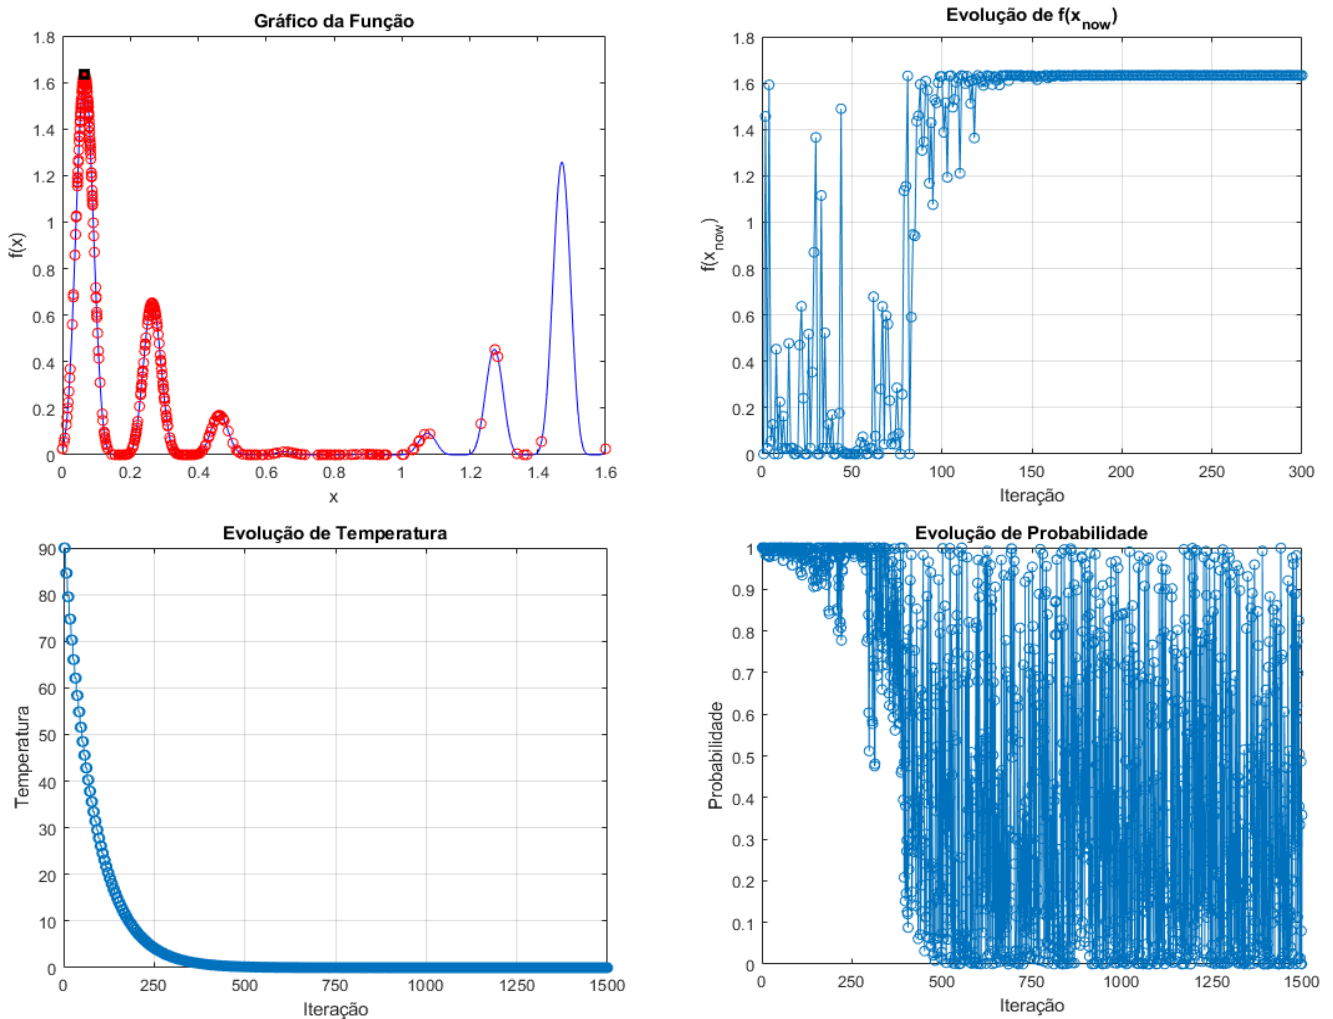 Gráfico da Função
1.8
1.6
1.4
1.2
1
0.8
0.6
0.4
0.2
0
f(x)
0 0.2 0.4 0.6 0.8 1 1.2 1.4 1.6
x
Evolução de f(x_now)
1.8
1.6
1.4
1.2
1
0.8
0.6
0.4
0.2
0
f(x_now)
0 50 100 150 200 250 300
Iteração
Evolução de Temperatura
90
80
70
60
50
40
30
20
10
0
Temperatura
0 250 500 750 1000 1250 1500
Iteração
Evolução de Probabilidade
1
0.9
0.8
0.7
0.6
0.5
0.4
0.3
0.2
0.1
0
Probabilidade
0 250 500 750 1000 1250 1500
Iteração